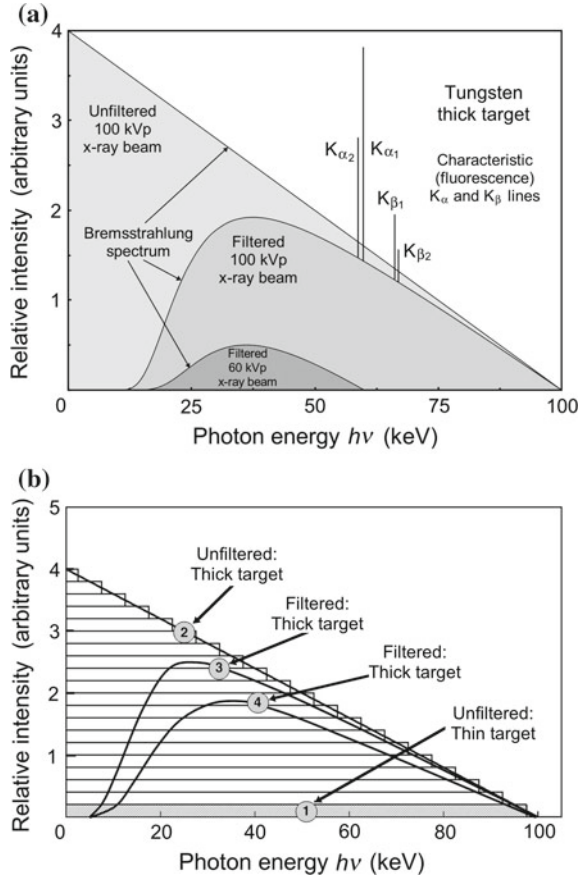 (a)
4
3
2
1
Relative intensity (arbitrary units)
Unfiltered
100 kVp
x-ray beam
Bremsstrahlung
spectrum
Filtered
100 kVp
x-ray beam
Filtered
60 kVp
x-ray beam
Kα2
Kα1
Kβ1
Kβ2
Tungsten
thick target
Characteristic
(fluorescence)
Kα and Kβ lines
0 25 50 75 100
Photon energy hν (keV)
(b)
5
4
3
2
1
Relative intensity (arbitrary units)
Unfiltered:
Thick target
Filtered:
Thick target
Filtered:
Thick target
Unfiltered:
Thin target
2
3
4
1
0 20 40 60 80 100
Photon energy hν (keV)